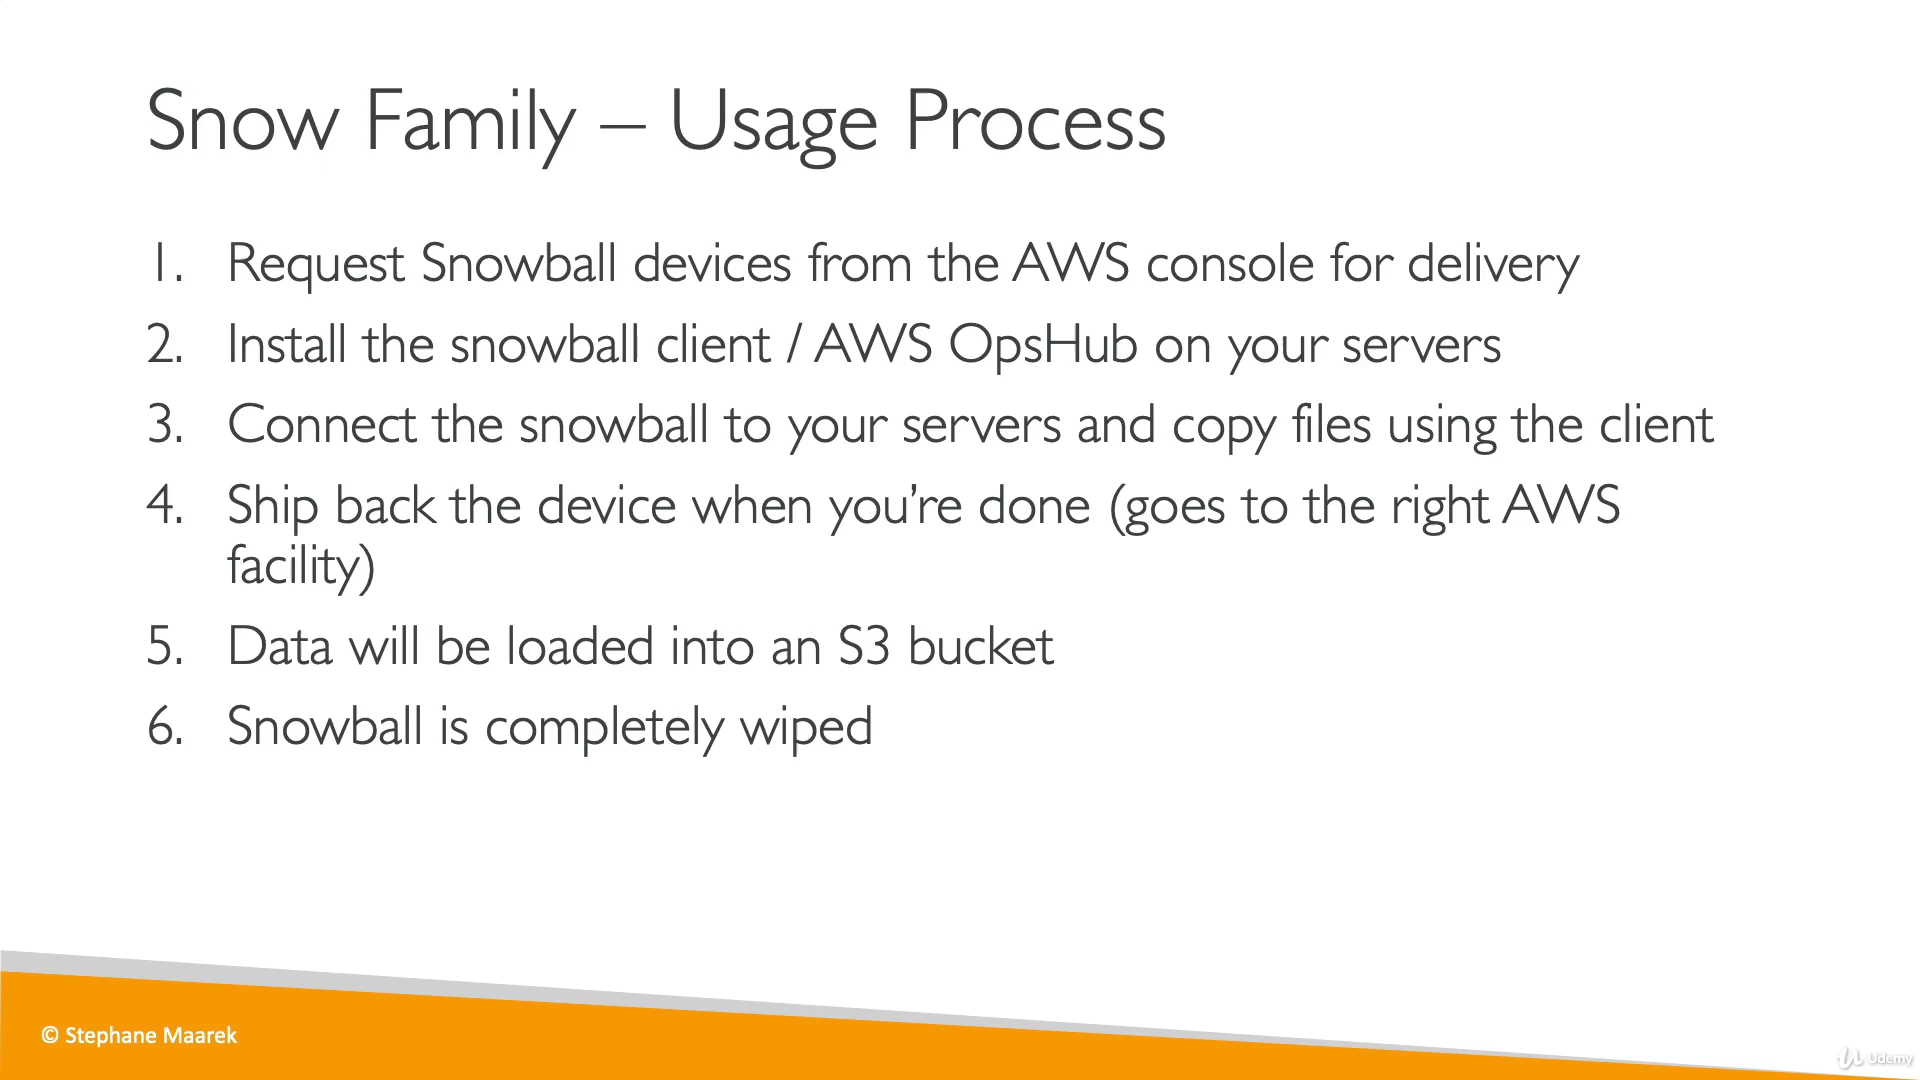 Snow Family – Usage Process
1. Request Snowball devices from the AWS console for delivery
2. Install the snowball client / AWS OpsHub on your servers
3. Connect the snowball to your servers and copy files using the client
4. Ship back the device when you’re done (goes to the right AWS
facility)
5. Data will be loaded into an S3 bucket
6. Snowball is completely wiped
© Stephane Maarek
Udemy